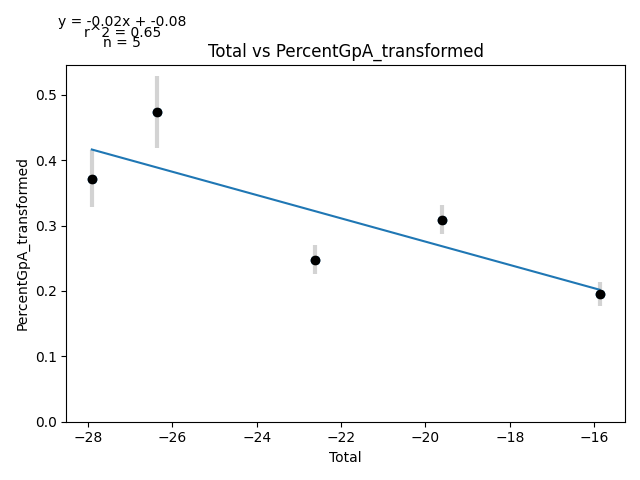 y = -0.02x + -0.08
r^2 = 0.65
n = 5
Total vs PercentGpA_transformed
PercentGpA_transformed
0.5
0.4
0.3
0.2
0.1
0.0
−28 −26 −24 −22 −20 −18 −16
Total